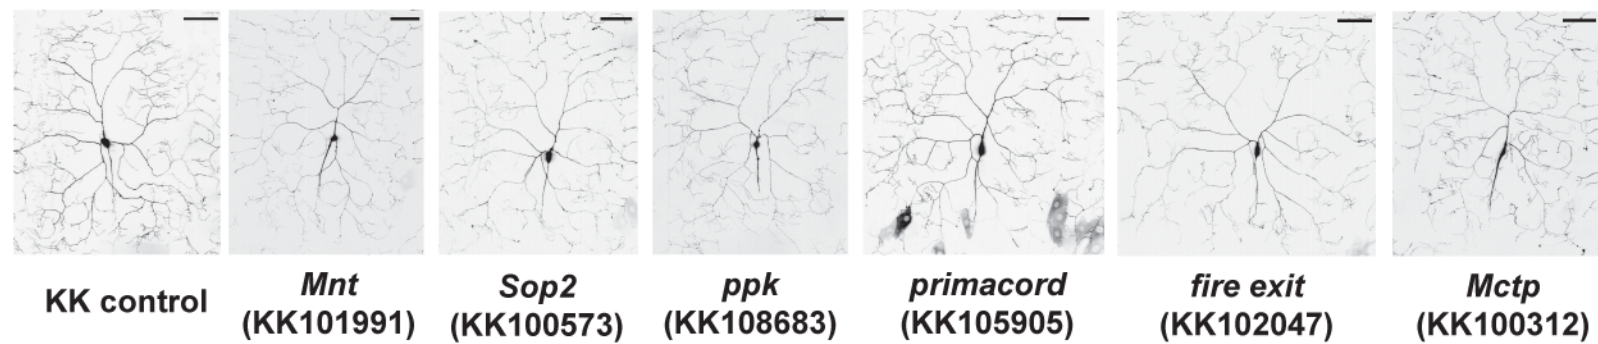 KK control
Mnt
(KK101991)
Sop2
(KK100573)
ppk
(KK108683)
primacord
(KK105905)
fire exit
(KK102047)
Mctp
(KK100312)